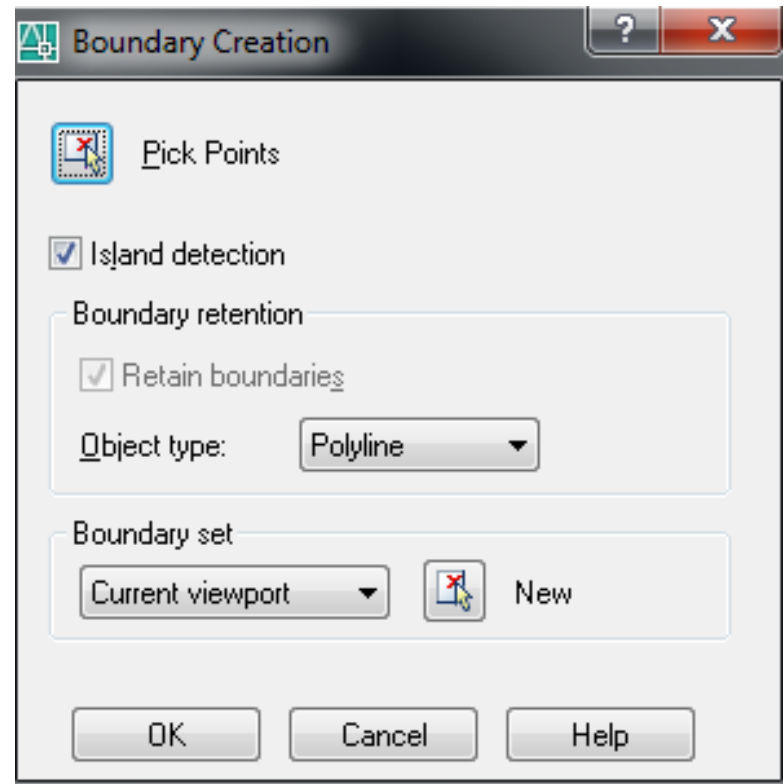 Boundary Creation
?
X
Pick Points
Island detection
Boundary retention
Retain boundaries
Object type: Polyline
Boundary set
Current viewport New
OK Cancel Help